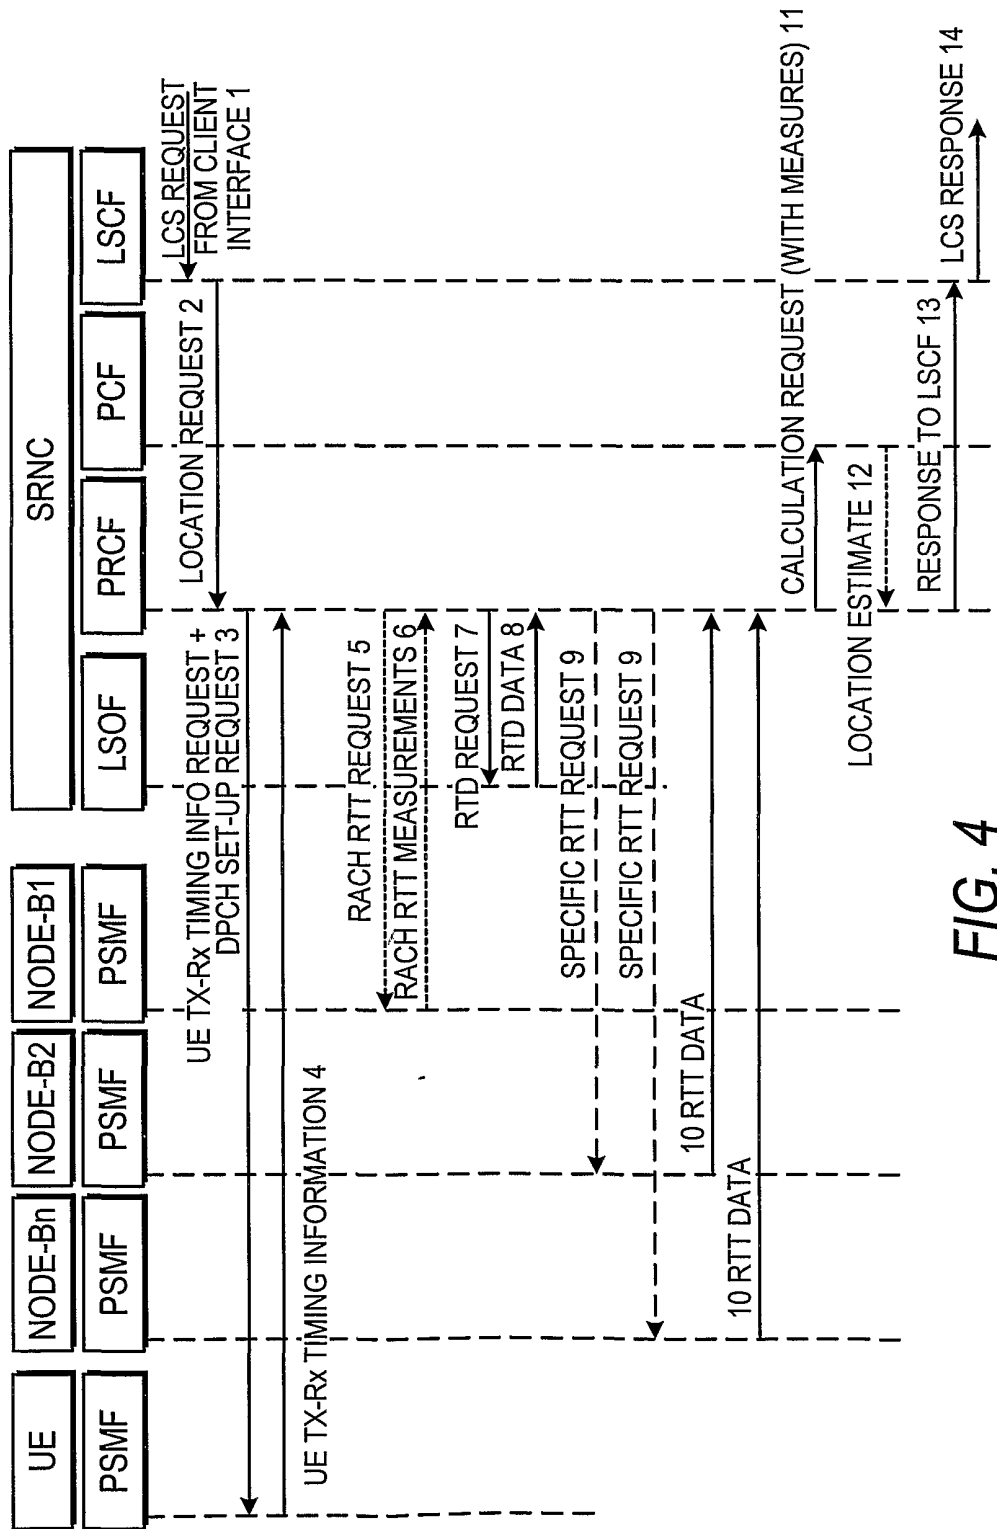 UE
NODE-Bn
NODE-B2
NODE-B1
SRNC
PSMF
PSMF
PSMF
PSMF
LSOF
PRCF
PCF
LSCF
LCS REQUEST
FROM CLIENT
INTERFACE 1
LOCATION REQUEST 2
UE TX-Rx TIMING INFO REQUEST +
DPCH SET-UP REQUEST 3
UE TX-Rx TIMING INFORMATION 4
RACH RTT REQUEST 5
RACH RTT MEASUREMENTS 6
RTD REQUEST 7
RTD DATA 8
SPECIFIC RTT REQUEST 9
SPECIFIC RTT REQUEST 9
10 RTT DATA
10 RTT DATA
CALCULATION REQUEST (WITH MEASURES) 11
LOCATION ESTIMATE 12
RESPONSE TO LSCF 13
LCS RESPONSE 14
FIG. 4